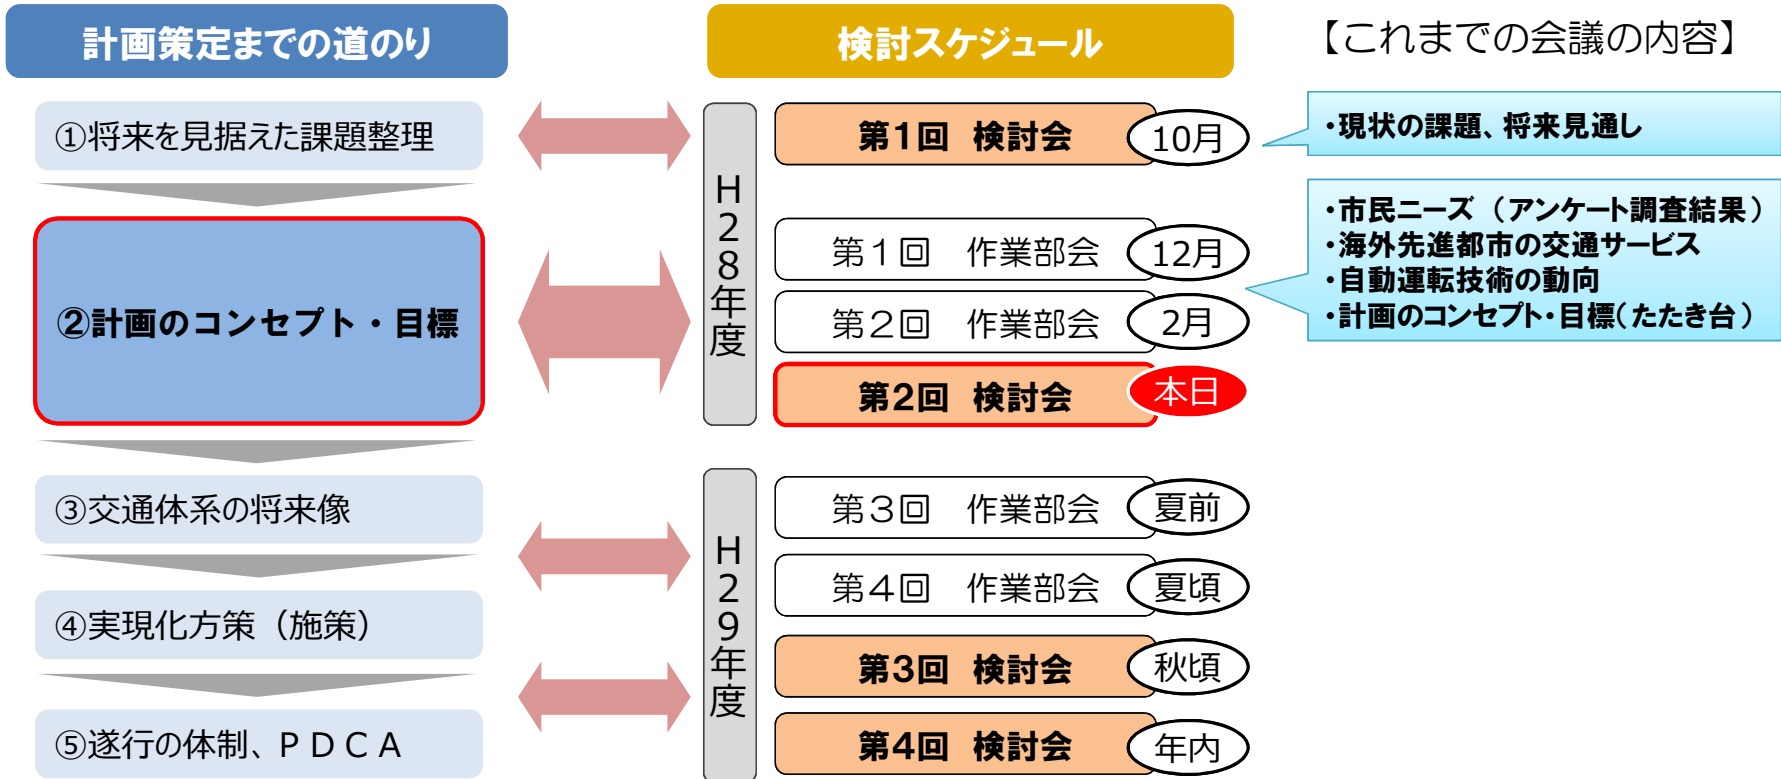 計画策定までの道のり
①将来を見据えた課題整理
②計画のコンセプト・目標
③交通体系の将来像
④実現化方策（施策）
⑤遂行の体制、ＰＤＣＡ
検討スケジュール
Ｈ２８年度
第1回 検討会
10月
第１回　作業部会
12月
第２回　作業部会
2月
第2回 検討会
本日
Ｈ２９年度
第３回　作業部会
夏前
第４回　作業部会
夏頃
第3回 検討会
秋頃
第4回 検討会
年内
【これまでの会議の内容】
・現状の課題、将来見通し
・市民ニーズ（アンケート調査結果）
・海外先進都市の交通サービス
・自動運転技術の動向
・計画のコンセプト・目標（たたき台）